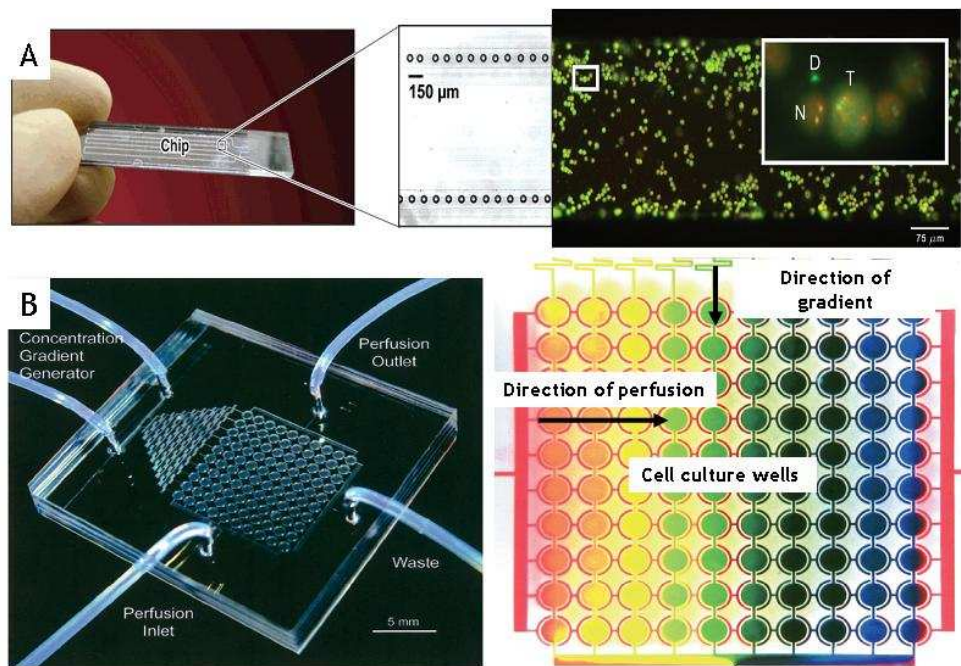 A
Chip
150 µm
D
T
N
75 µm
B
Concentration
Gradient
Generator
Perfusion
Outlet
Waste
Perfusion
Inlet
5 mm
Direction of
gradient
Direction of perfusion
Cell culture wells